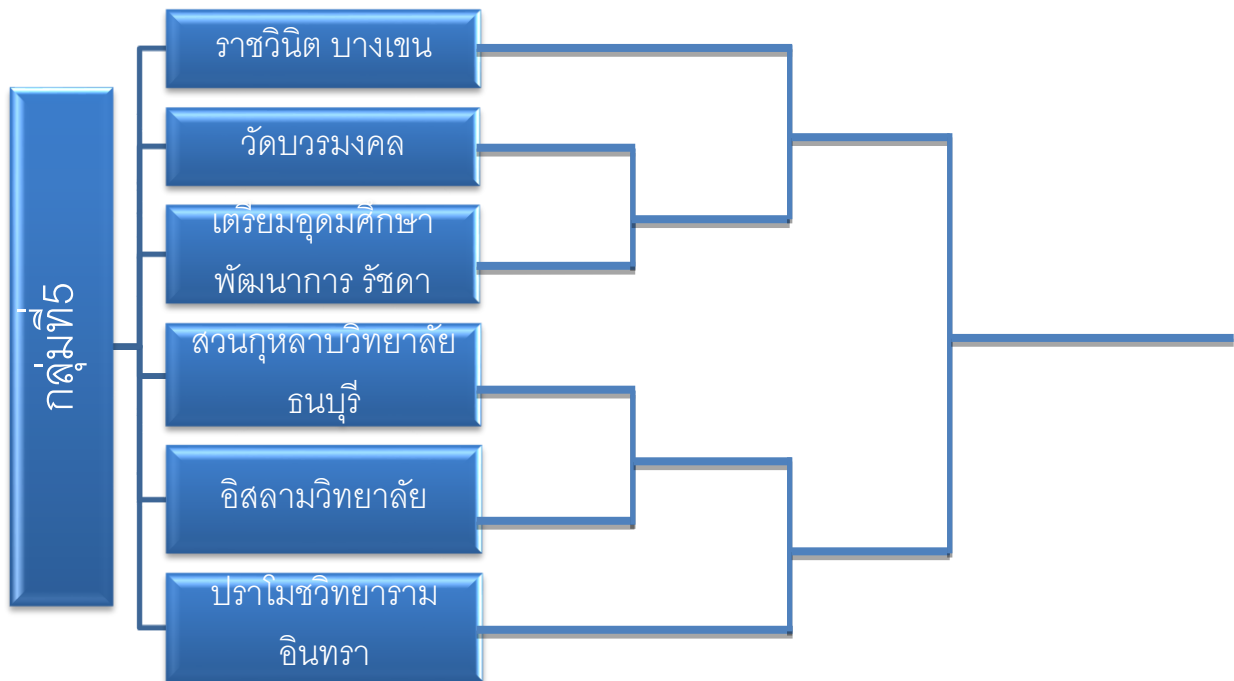 กลุ่มที่5
ราชวินิต บางเขน
วัดบวรมงคล
เตรียมอุดมศึกษา
พัฒนาการ รัชดา
สวนกุหลาบวิทยาลัย
ธนบุรี
อิสลามวิทยาลัย
ปราโมชวิทยาราม
อินทรา